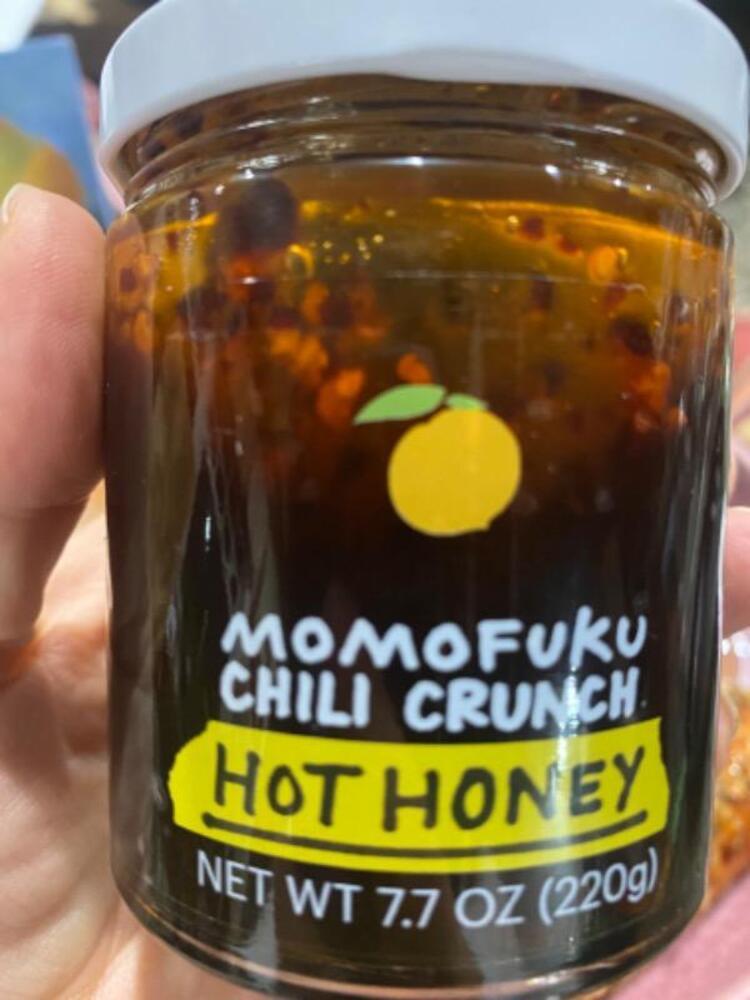 MOMOFUKU
CHILI CRUNCH
HOT HONEY
NET WT 7.7 OZ (220g)